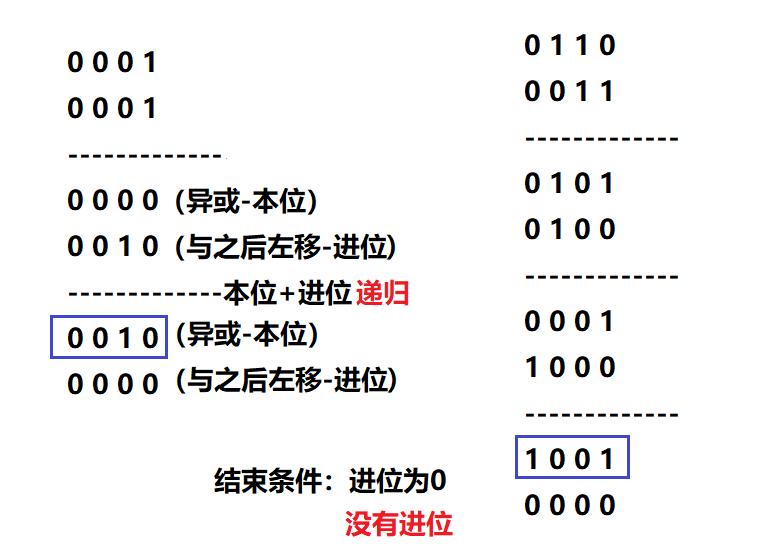 0 0 0 1
0 0 0 1
-------------
0 0 0 0 (异或-本位)
0 0 1 0 (与之后左移-进位)
-------------本位+进位 递归
0 0 1 0 (异或-本位)
0 0 0 0 (与之后左移-进位)
结束条件：进位为0
没有进位
0 1 1 0
0 0 1 1
-------------
0 1 0 1
0 1 0 0
-------------
0 0 0 1
1 0 0 0
-------------
1 0 0 1
0 0 0 0